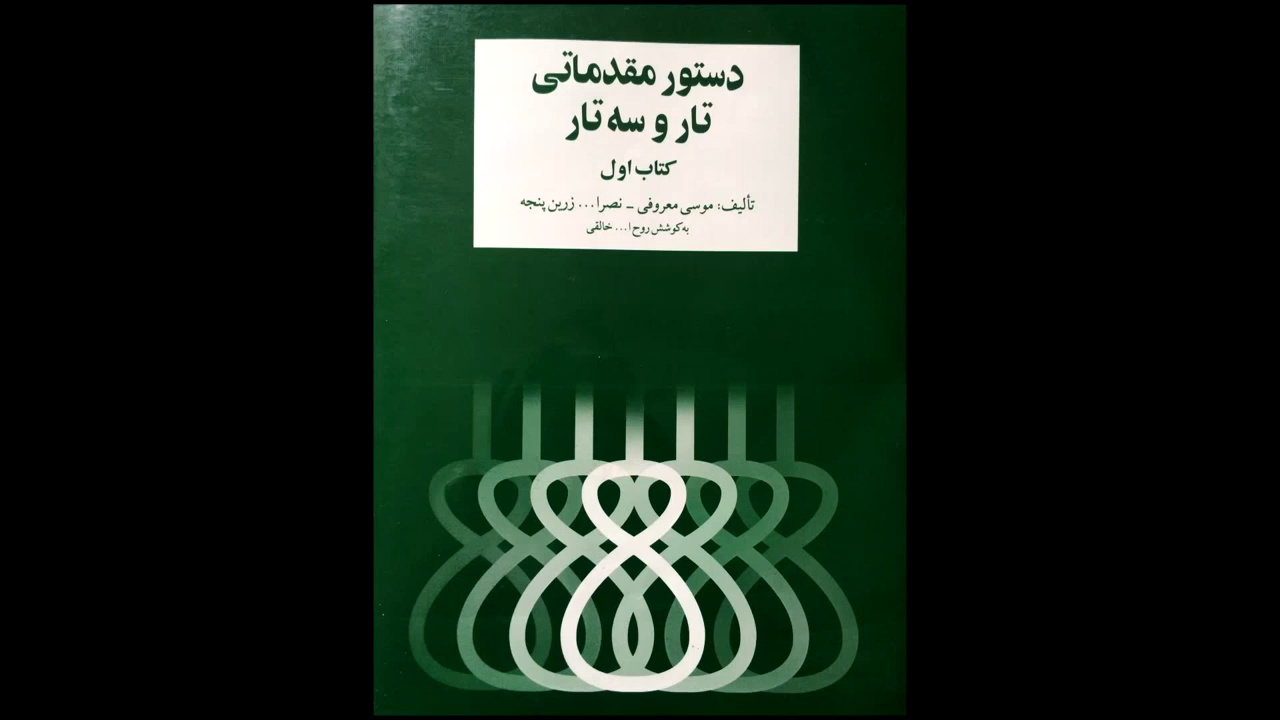 دستور مقدماتی
تار و سه تار
کتاب اول
تألیف: موسی معروفی ـ نصرا... زرین پنجه
به کوشش روح ا... خالقی